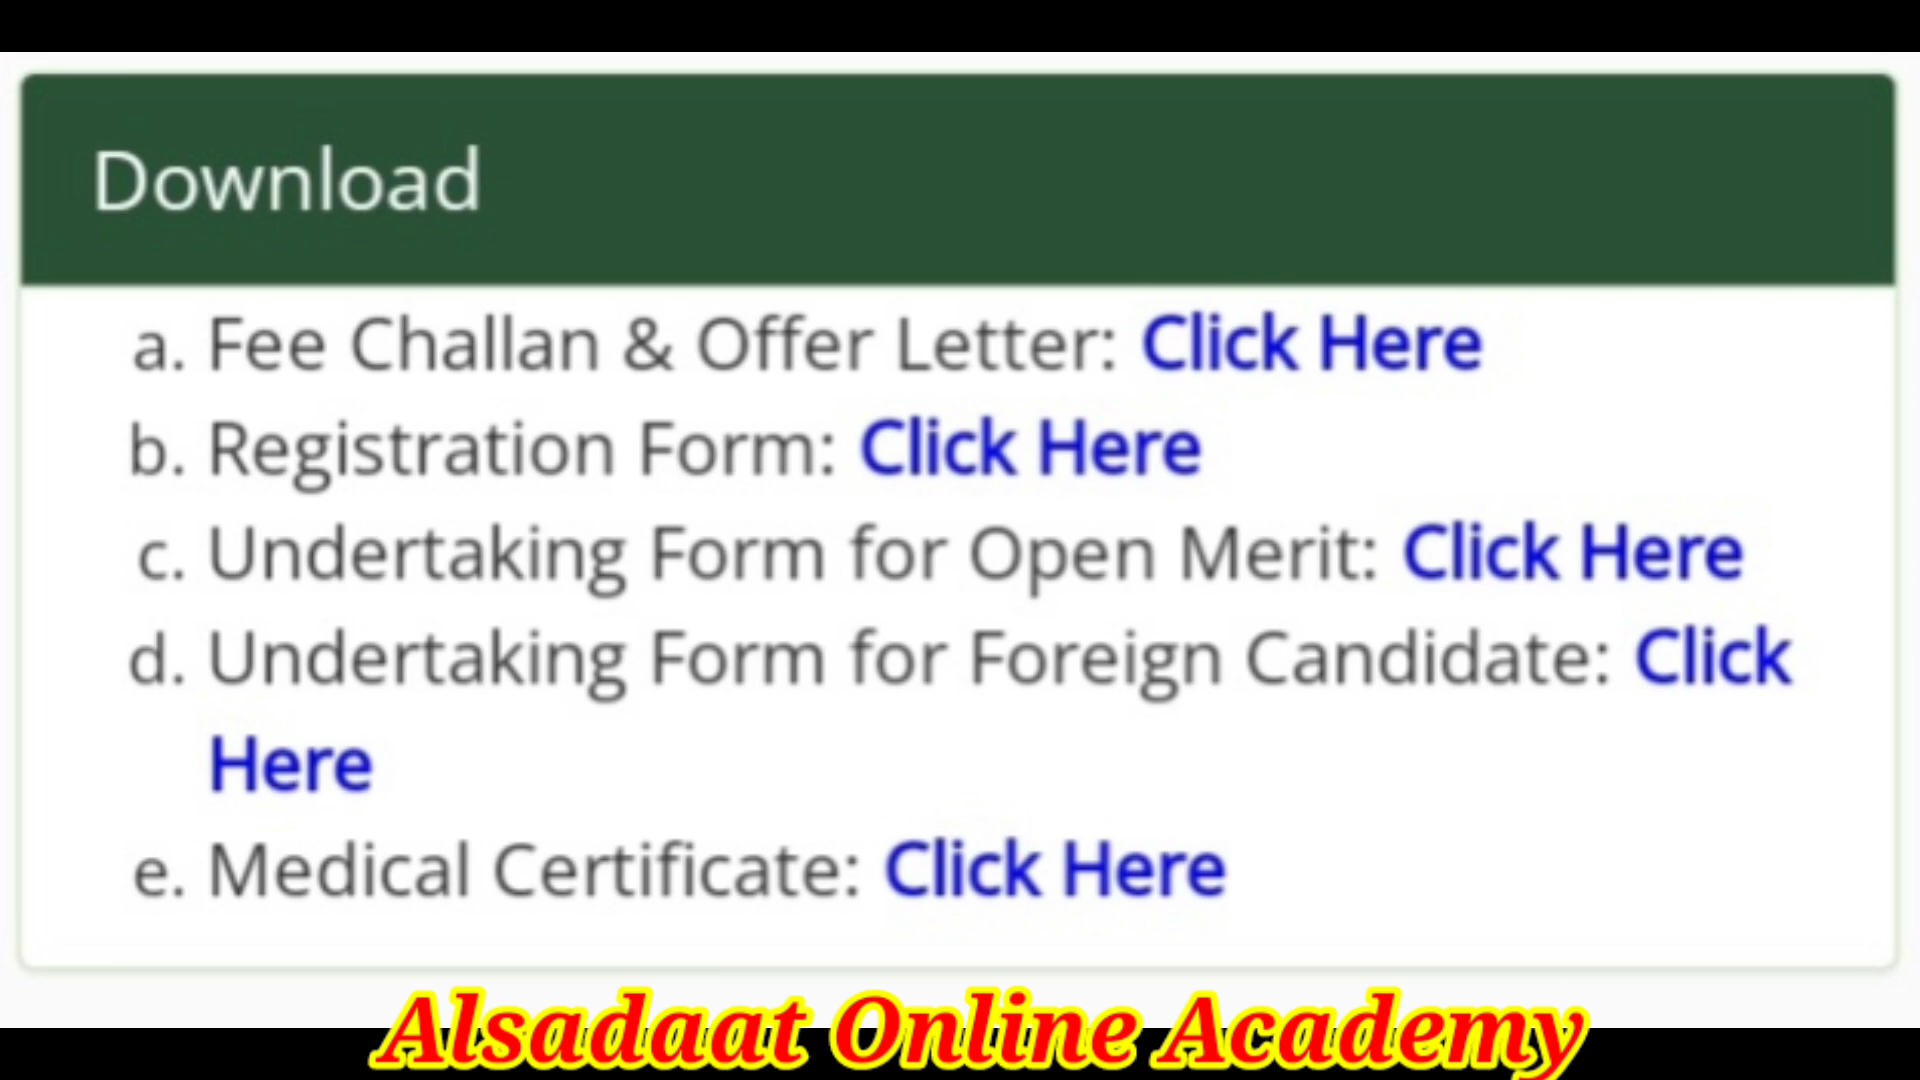 Download
a. Fee Challan & Offer Letter: Click Here
b. Registration Form: Click Here
c. Undertaking Form for Open Merit: Click Here
d. Undertaking Form for Foreign Candidate: Click
Here
e. Medical Certificate: Click Here
Alsadaat Online Academy